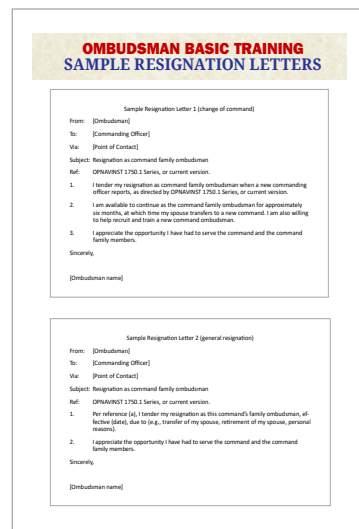 OMBUDSMAN BASIC TRAINING
SAMPLE RESIGNATION LETTERS
Sample Resignation Letter 1 (change of command)
From: [Ombudsman]
To: [Commanding Officer]
Via: [Point of Contact]
Subject: Resignation as command family ombudsman
Ref: OPNAVINST 1750.1 Series, or current version.
1. I tender my resignation as command family ombudsman when a new commanding
officer reports, as directed by OPNAVINST 1750.1 Series, or current version.
2. I am available to continue as the command family ombudsman for approximately
six months, at which time my spouse transfers to a new command. I am also willing
to help recruit and train a new command ombudsman.
3. I appreciate the opportunity I have had to serve the command and the command
family members.
Sincerely,
[Ombudsman name]
Sample Resignation Letter 2 (general resignation)
From: [Ombudsman]
To: [Commanding Officer]
Via: [Point of Contact]
Subject: Resignation as command family ombudsman
Ref: OPNAVINST 1750.1 Series, or current version.
1. Per reference (a), I tender my resignation as this command's family ombudsman, ef-
fective (date), due to (e.g., transfer of my spouse, retirement of my spouse, personal
reasons).
2. I appreciate the opportunity I have had to serve the command and the command
family members.
Sincerely,
[Ombudsman name]